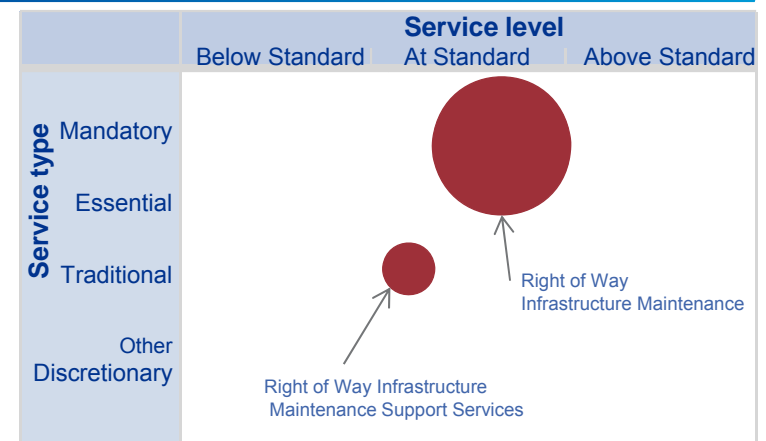 Service level
Below Standard At Standard Above Standard
Service type
Mandatory
Essential
Traditional
Other
Discretionary
Right of Way
Infrastructure Maintenance
Right of Way Infrastructure
Maintenance Support Services